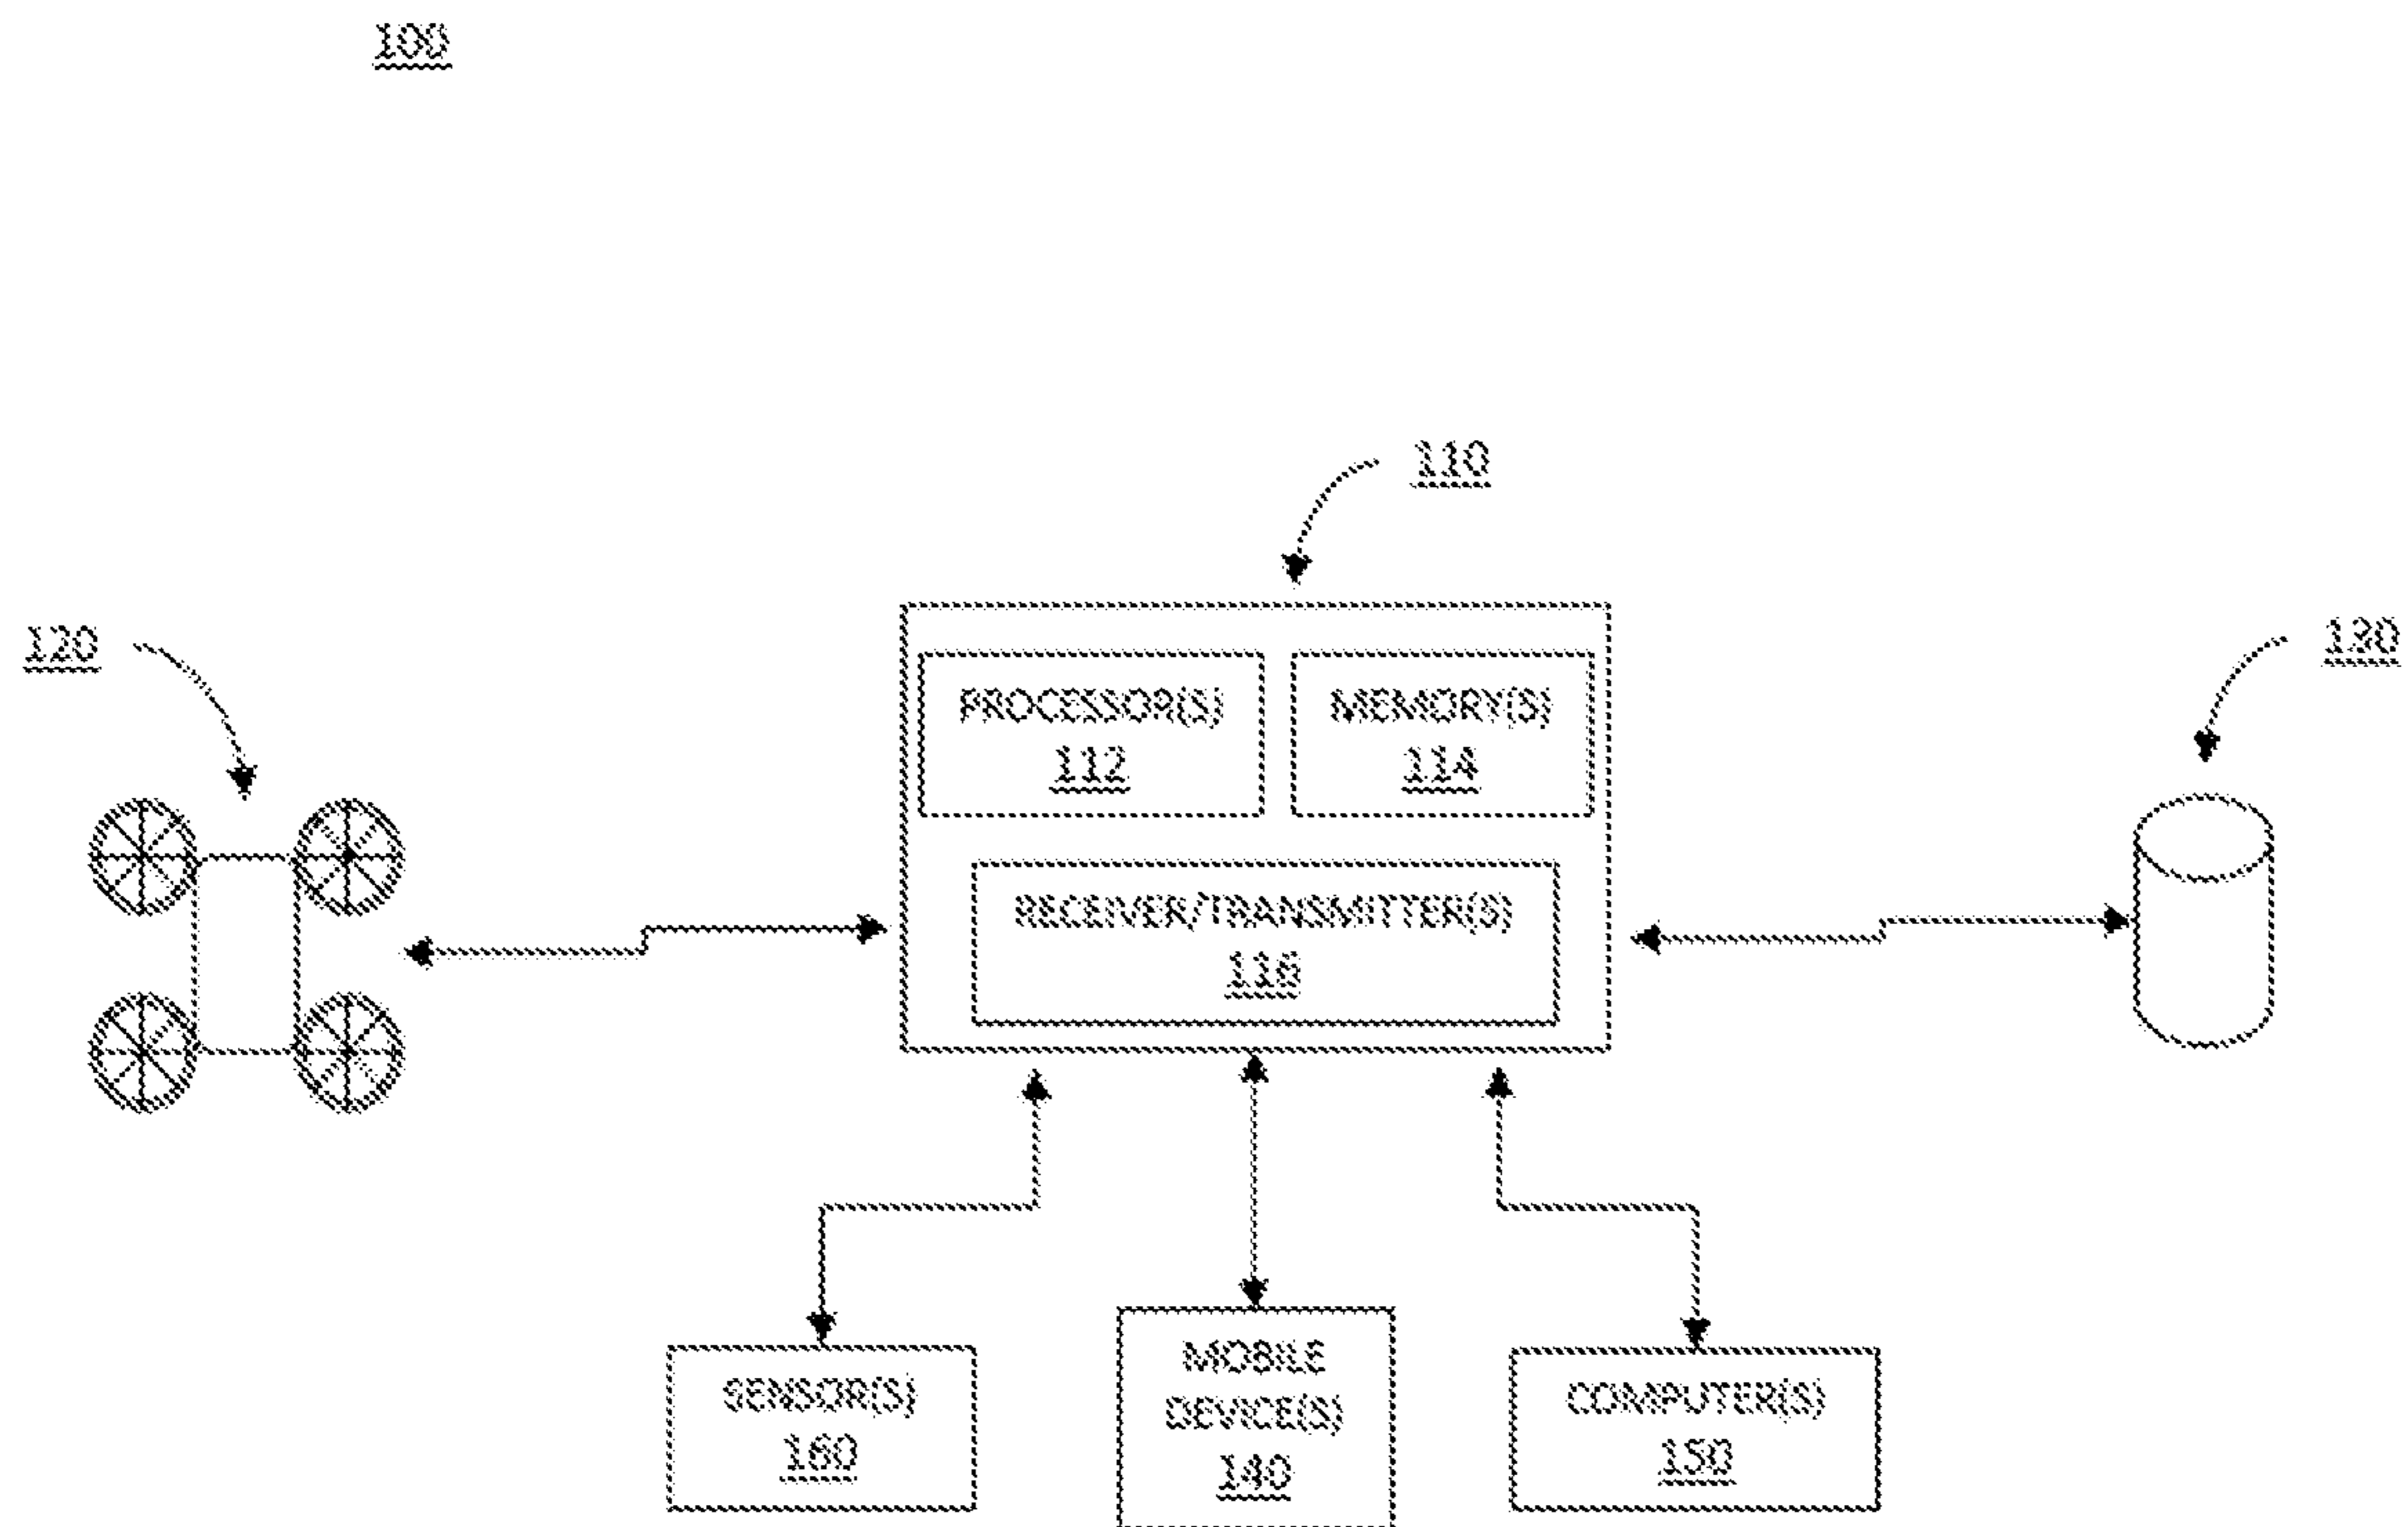 100
110
120
130
PROCESSOR(S)
112
MEMORY(S)
114
RECEIVER/TRANSMITTER(S)
116
SENSOR(S)
160
MOBILE
DEVICE(S)
140
COMPUTER(S)
150